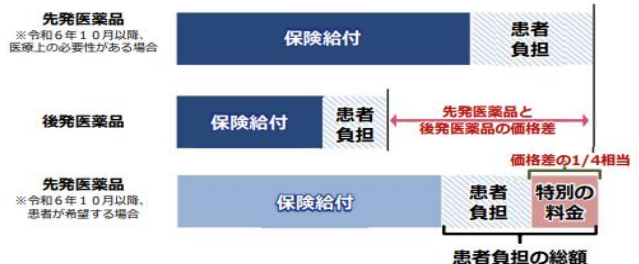 先発医薬品
※令和6年10月以降、
医療上の必要性がある場合
保険給付
患者
負担
後発医薬品
保険給付
患者
負担
先発医薬品と
後発医薬品の価格差
価格差の1/4相当
先発医薬品
※令和6年10月以降、
患者が希望する場合
保険給付
患者
負担
特別の
料金
患者負担の総額